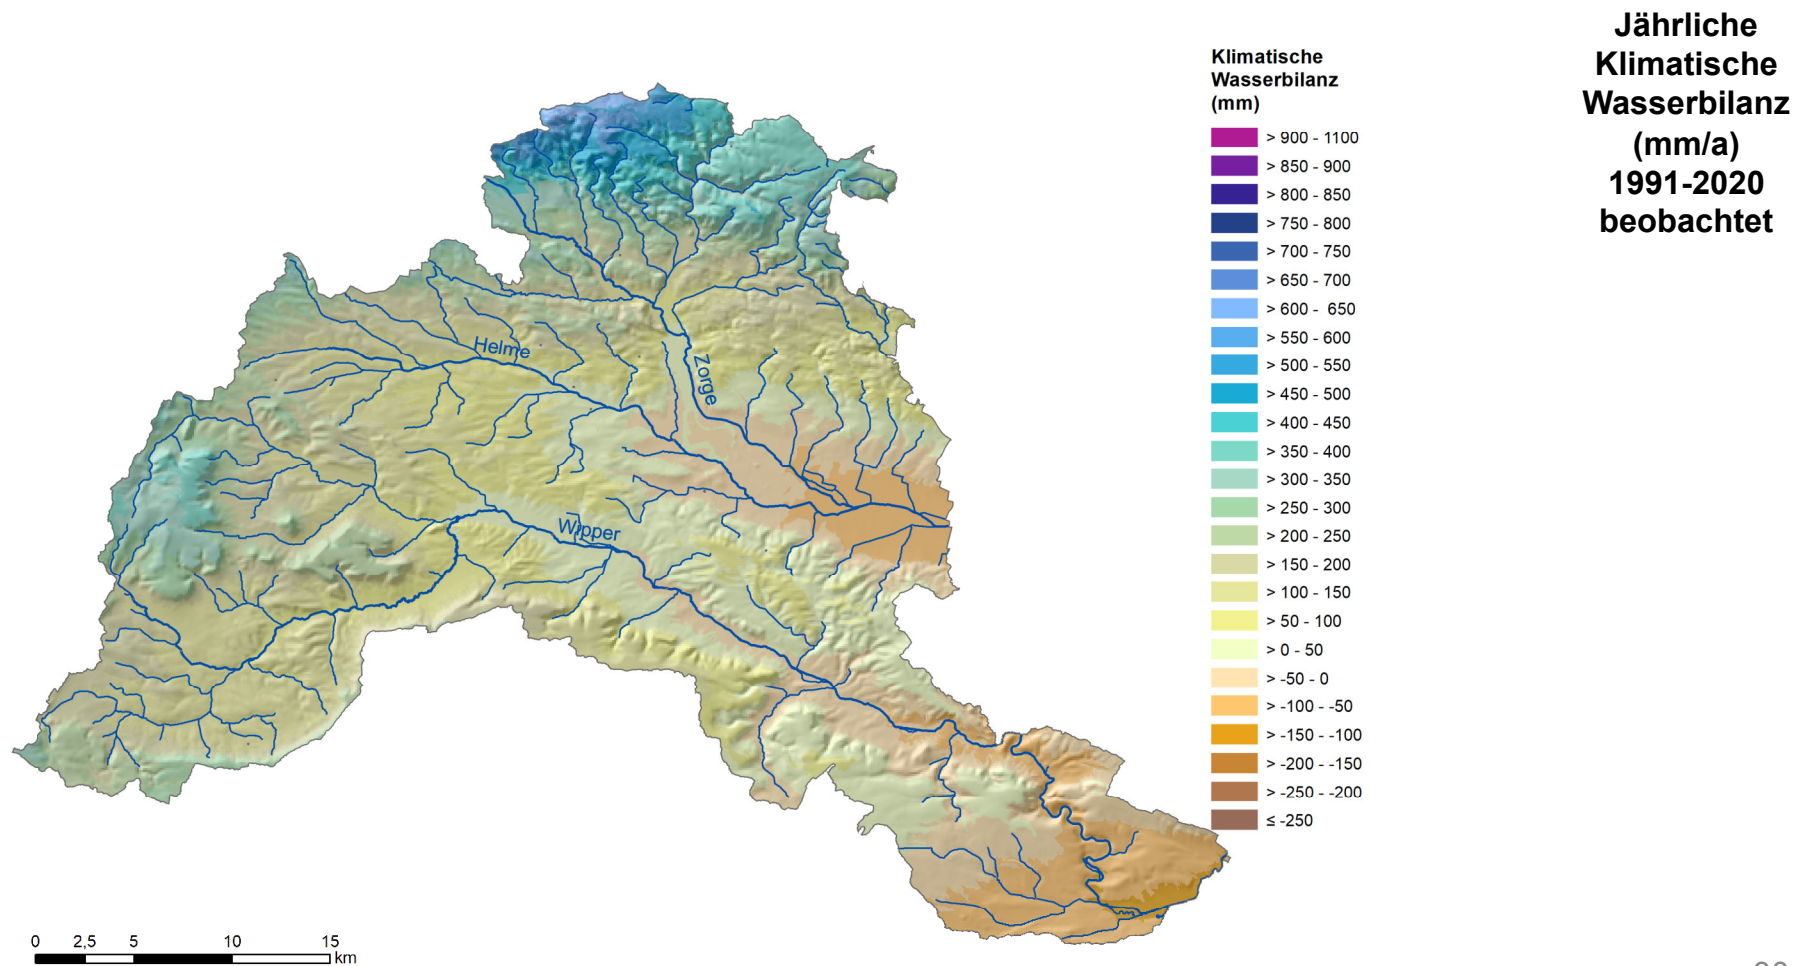 Jährliche
Klimatische
Wasserbilanz
(mm/a)
1991-2020
beobachtet
Klimatische
Wasserbilanz
(mm)
> 900 - 1100
> 850 - 900
> 800 - 850
> 750 - 800
> 700 - 750
> 650 - 700
> 600 - 650
> 550 - 600
> 500 - 550
> 450 - 500
> 400 - 450
> 350 - 400
> 300 - 350
> 250 - 300
> 200 - 250
> 150 - 200
> 100 - 150
> 50 - 100
> 0 - 50
> -50 - 0
> -100 - -50
> -150 - -100
> -200 - -150
> -250 - -200
≤ -250
Helme
Zorge
Wipper
0 2,5 5 10 15
km